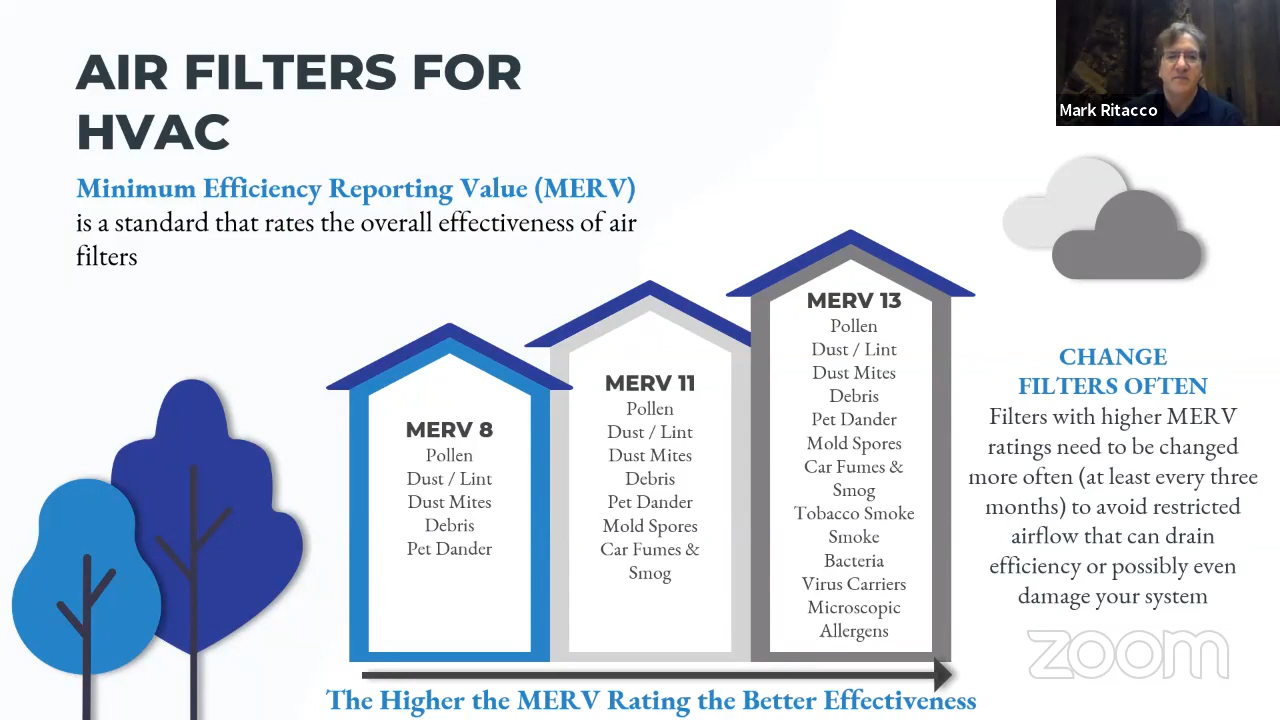 AIR FILTERS FOR
HVAC
Minimum Efficiency Reporting Value (MERV)
is a standard that rates the overall effectiveness of air
filters
Mark Ritacco
MERV 8
Pollen
Dust / Lint
Dust Mites
Debris
Pet Dander
MERV 11
Pollen
Dust / Lint
Dust Mites
Debris
Pet Dander
Mold Spores
Car Fumes &
Smog
MERV 13
Pollen
Dust / Lint
Dust Mites
Debris
Pet Dander
Mold Spores
Car Fumes &
Smog
Tobacco Smoke
Smoke
Bacteria
Virus Carriers
Microscopic
Allergens
CHANGE
FILTERS OFTEN
Filters with higher MERV
ratings need to be changed
more often (at least every three
months) to avoid restricted
airflow that can drain
efficiency or possibly even
damage your system
zoom
The Higher the MERV Rating the Better Effectiveness